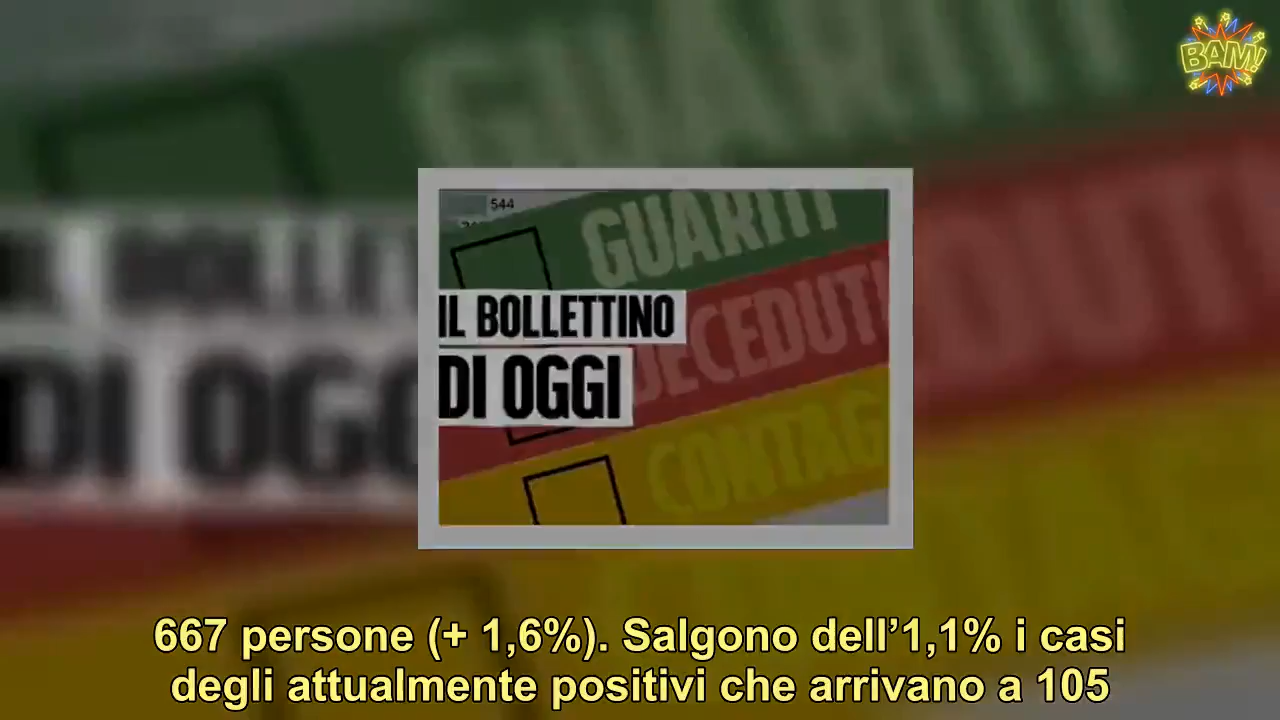 BAM!
544
GUARITI
IL BOLLETTINO
DECEDUTI
DI OGGI
CONTAG
667 persone (+ 1,6%). Salgono dell’1,1% i casi
degli attualmente positivi che arrivano a 105